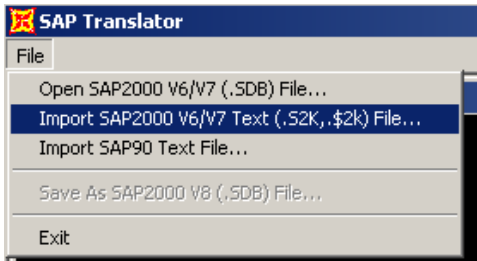 SAP Translator
File
Open SAP2000 V6/V7 (.SDB) File...
Import SAP2000 V6/V7 Text (.S2K,.$2k) File...
Import SAP90 Text File...
Save As SAP2000 V8 (.SDB) File...
Exit